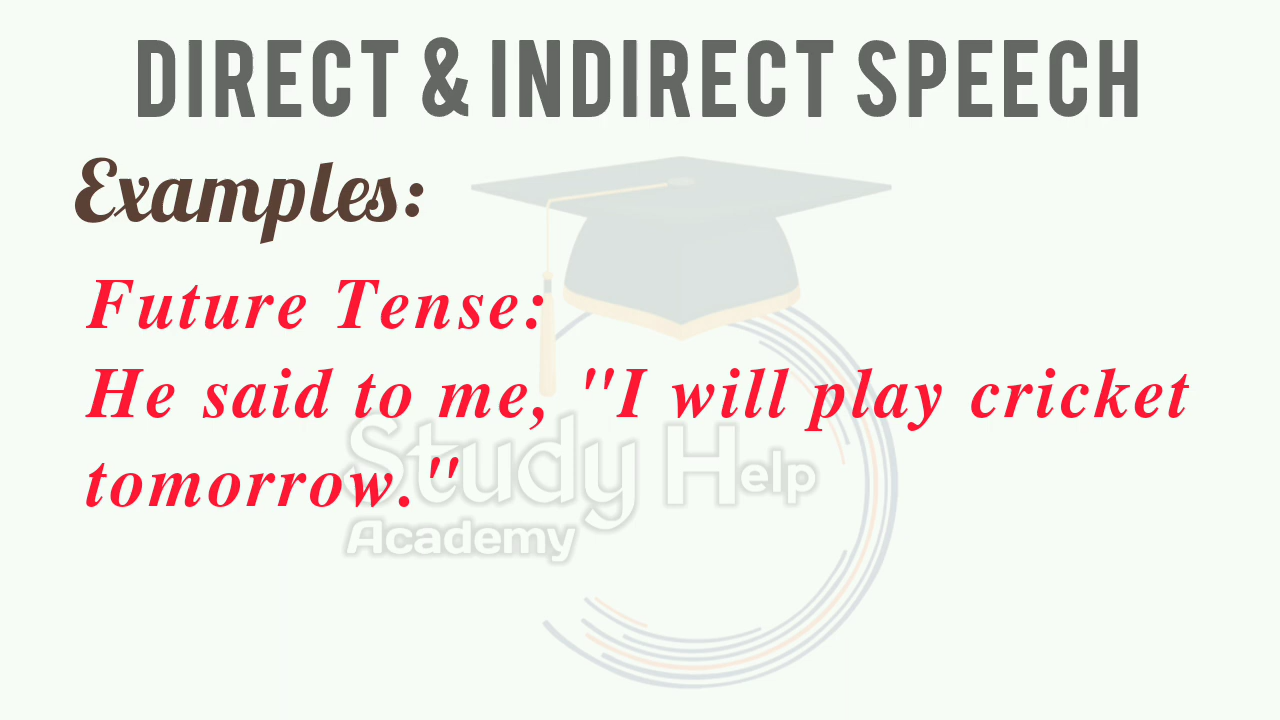 DIRECT & INDIRECT SPEECH
Examples:
Future Tense:
He said to me, "I will play cricket
tomorrow."
Study Help
Academy